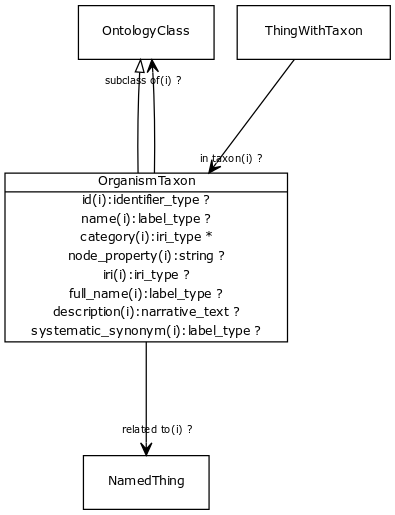 OntologyClass
ThingWithTaxon
subclass of(i) ?
in taxon(i) ?
OrganismTaxon
id(i):identifier_type ?
name(i):label_type ?
category(i):iri_type *
node_property(i):string ?
iri(i):iri_type ?
full_name(i):label_type ?
description(i):narrative_text ?
systematic_synonym(i):label_type ?
related to(i) ?
NamedThing